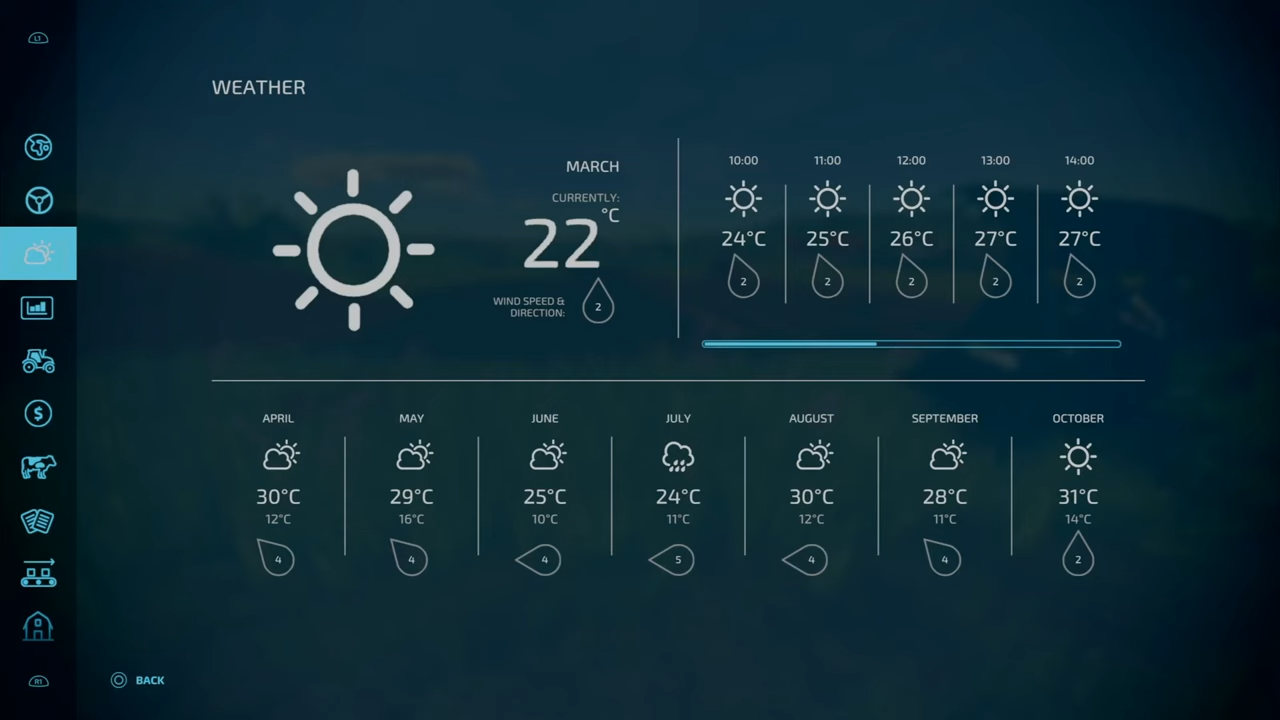 L1
WEATHER
MARCH
CURRENTLY:
22 °C
WIND SPEED &
DIRECTION:
2
10:00 11:00 12:00 13:00 14:00
24°C 25°C 26°C 27°C 27°C
2 2 2 2 2
APRIL MAY JUNE JULY AUGUST SEPTEMBER OCTOBER
30°C 29°C 25°C 24°C 30°C 28°C 31°C
12°C 16°C 10°C 11°C 12°C 11°C 14°C
4 4 4 5 4 4 2
$
R1
BACK